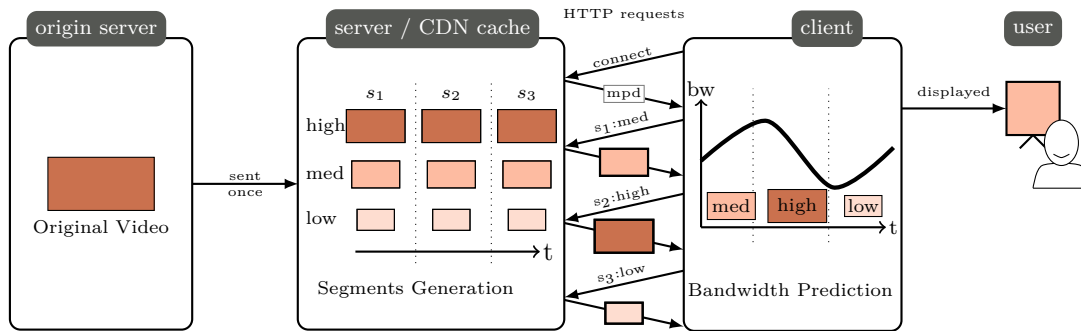 origin server
Original Video
sent
once
server / CDN cache
s1 s2 s3
high
med
low
t
Segments Generation
HTTP requests
connect
mpd
s1:med
s2:high
s3:low
client
bw
med high low
t
Bandwidth Prediction
displayed
user